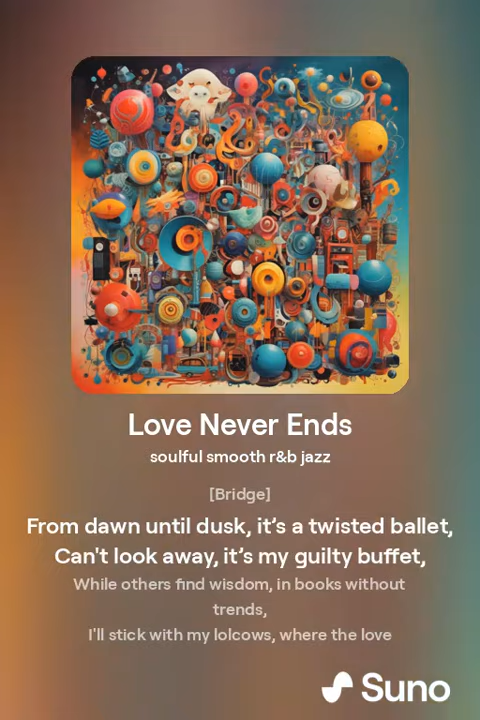 Love Never Ends
soulful smooth r&b jazz
[Bridge]
From dawn until dusk, it’s a twisted ballet,
Can't look away, it’s my guilty buffet,
While others find wisdom, in books without
trends,
I'll stick with my lolcows, where the love
Suno